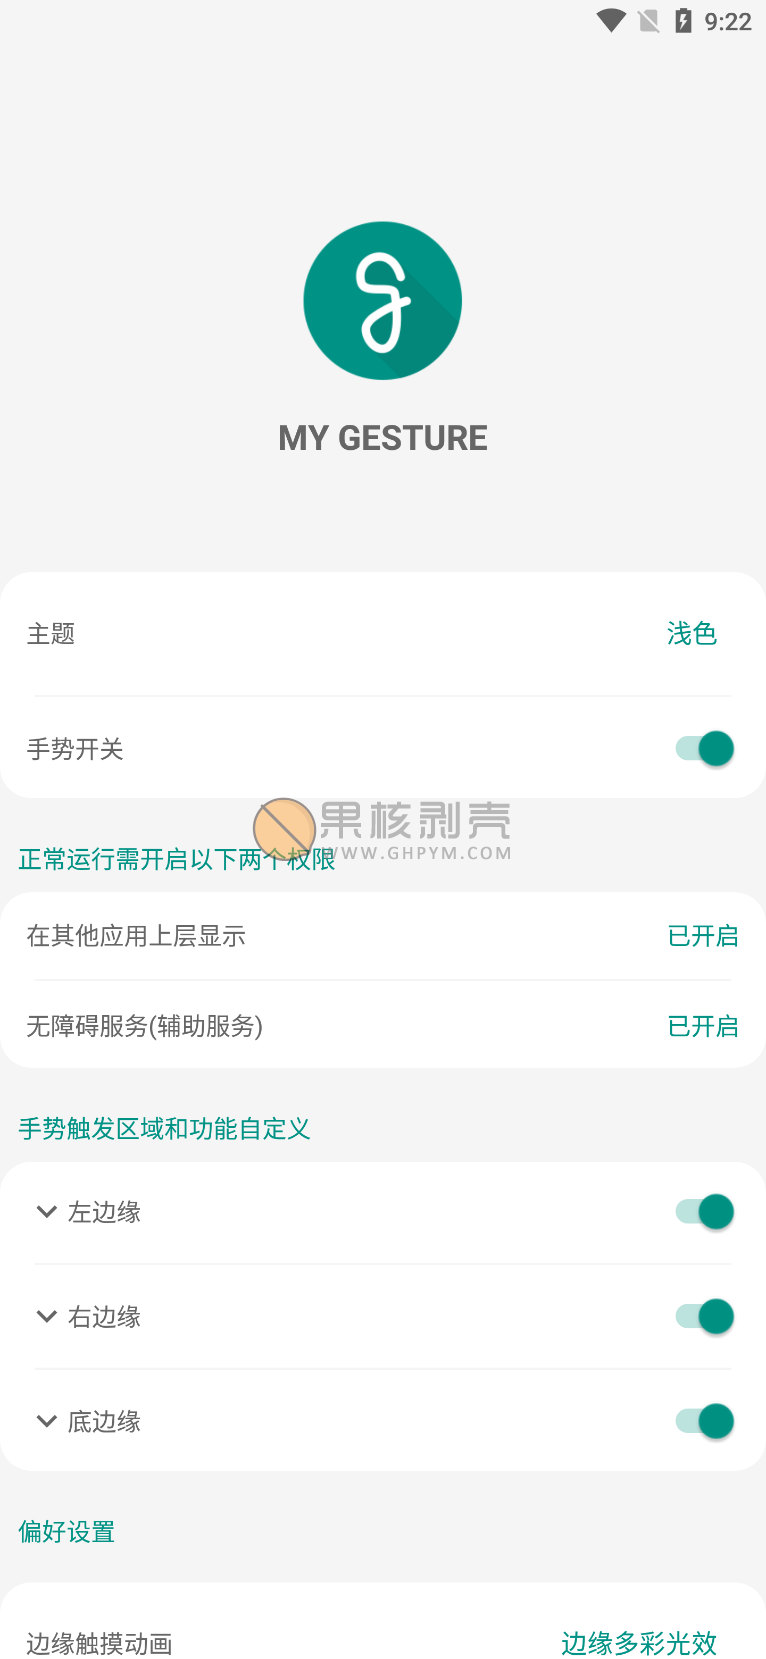 9:22
MY GESTURE
主题
浅色
手势开关
果核剥壳
WWW.GHPYM.COM
正常运行需开启以下两个权限
在其他应用上层显示
已开启
无障碍服务(辅助服务)
已开启
手势触发区域和功能自定义
左边缘
右边缘
底边缘
偏好设置
边缘触摸动画
边缘多彩光效